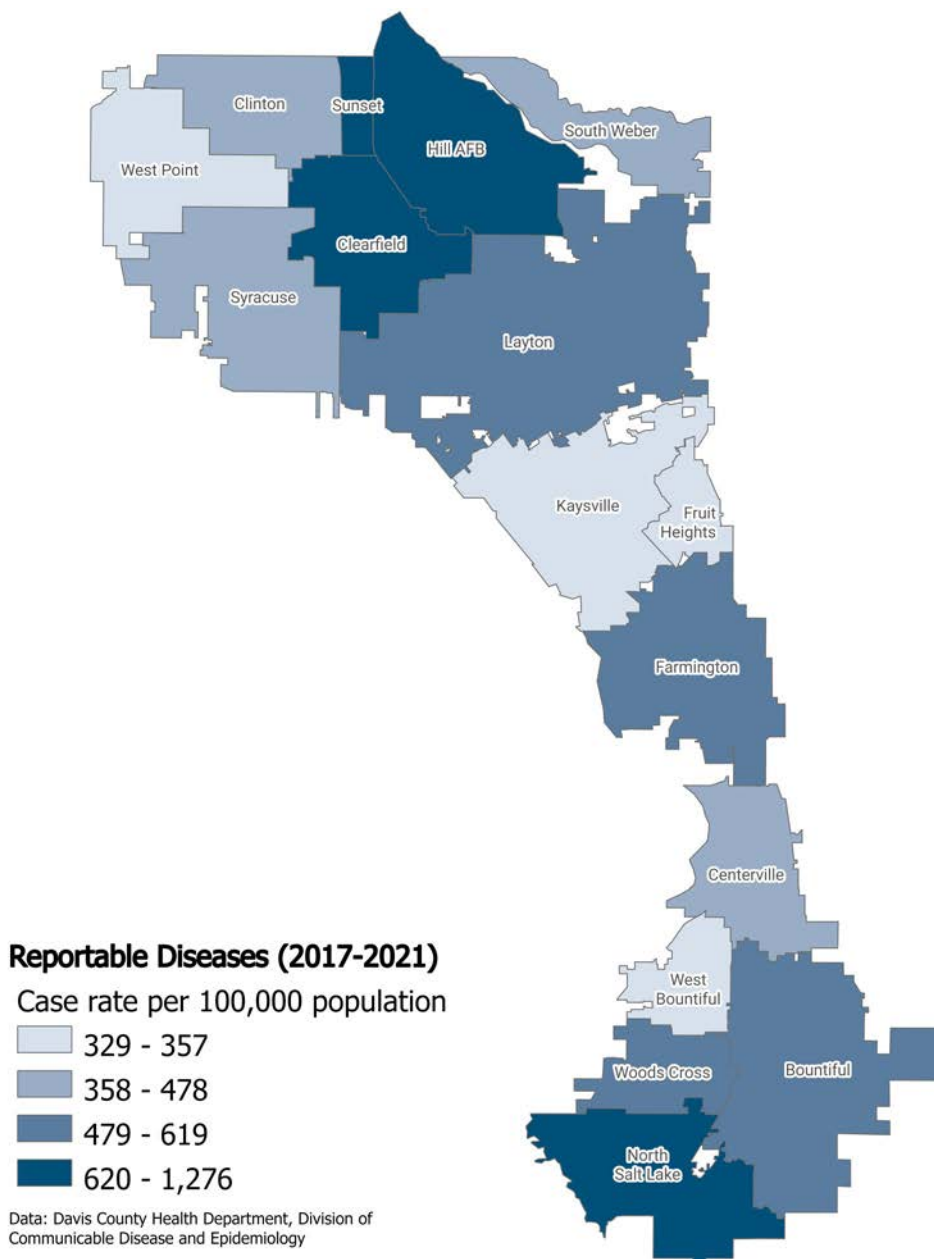 Clinton
Sunset
South Weber
Hill AFB
West Point
Clearfield
Syracuse
Layton
Kaysville
Fruit
Heights
Farmington
Centerville
West
Bountiful
Woods Cross
Bountiful
North
Salt Lake
Reportable Diseases (2017-2021)
Case rate per 100,000 population
329 - 357
358 - 478
479 - 619
620 - 1,276
Data: Davis County Health Department, Division of
Communicable Disease and Epidemiology